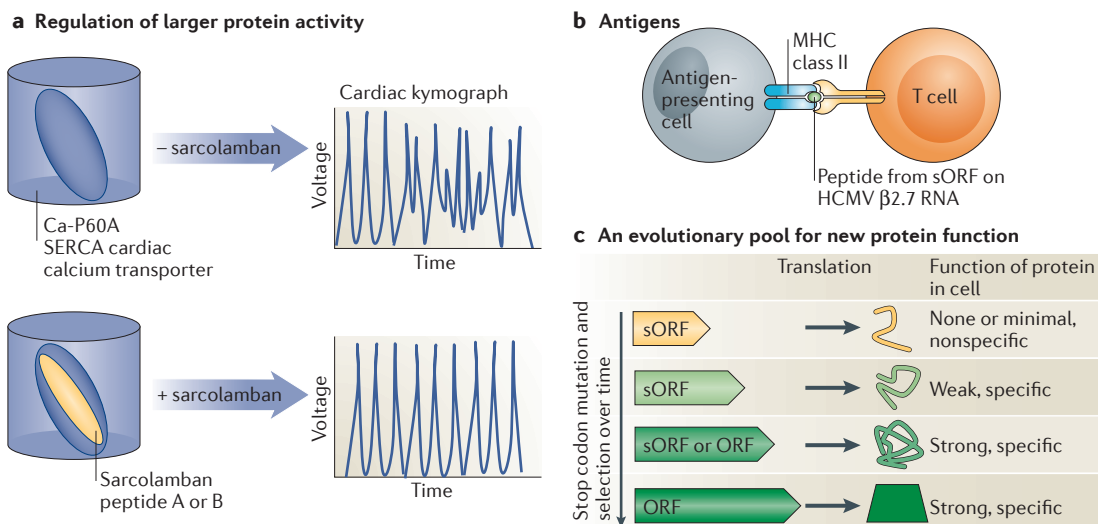 a Regulation of larger protein activity
– sarcolamban
Cardiac kymograph
Voltage
Time
Ca-P60A
SERCA cardiac
calcium transporter
+ sarcolamban
Voltage
Time
Sarcolamban
peptide A or B
b Antigens
Antigen-
presenting
cell
MHC
class II
T cell
Peptide from sORF on
HCMV β2.7 RNA
c An evolutionary pool for new protein function
Translation
Function of protein
in cell
Stop codon mutation and
selection over time
sORF
None or minimal,
nonspecific
sORF
Weak, specific
sORF or ORF
Strong, specific
ORF
Strong, specific